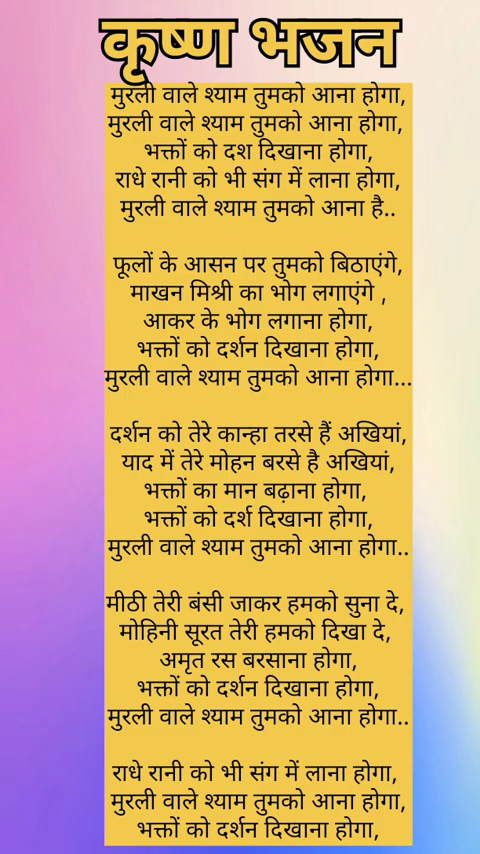 कृष्ण भजन
मुरली वाले श्याम तुमको आना होगा,
मुरली वाले श्याम तुमको आना होगा,
भक्तों को दश दिखाना होगा,
राधे रानी को भी संग में लाना होगा,
मुरली वाले श्याम तुमको आना है..
फूलों के आसन पर तुमको बिठाएंगे,
माखन मिश्री का भोग लगाएंगे ,
आकर के भोग लगाना होगा,
भक्तों को दर्शन दिखाना होगा,
मुरली वाले श्याम तुमको आना होगा...
दर्शन को तेरे कान्हा तरसे हैं अखियां,
याद में तेरे मोहन बरसे है अखियां,
भक्तों का मान बढ़ाना होगा,
भक्तों को दर्श दिखाना होगा,
मुरली वाले श्याम तुमको आना होगा..
मीठी तेरी बंसी जाकर हमको सुना दे,
मोहिनी सूरत तेरी हमको दिखा दे,
अमृत रस बरसाना होगा,
भक्तों को दर्शन दिखाना होगा,
मुरली वाले श्याम तुमको आना होगा..
राधे रानी को भी संग में लाना होगा,
मुरली वाले श्याम तुमको आना होगा,
भक्तों को दर्शन दिखाना होगा,